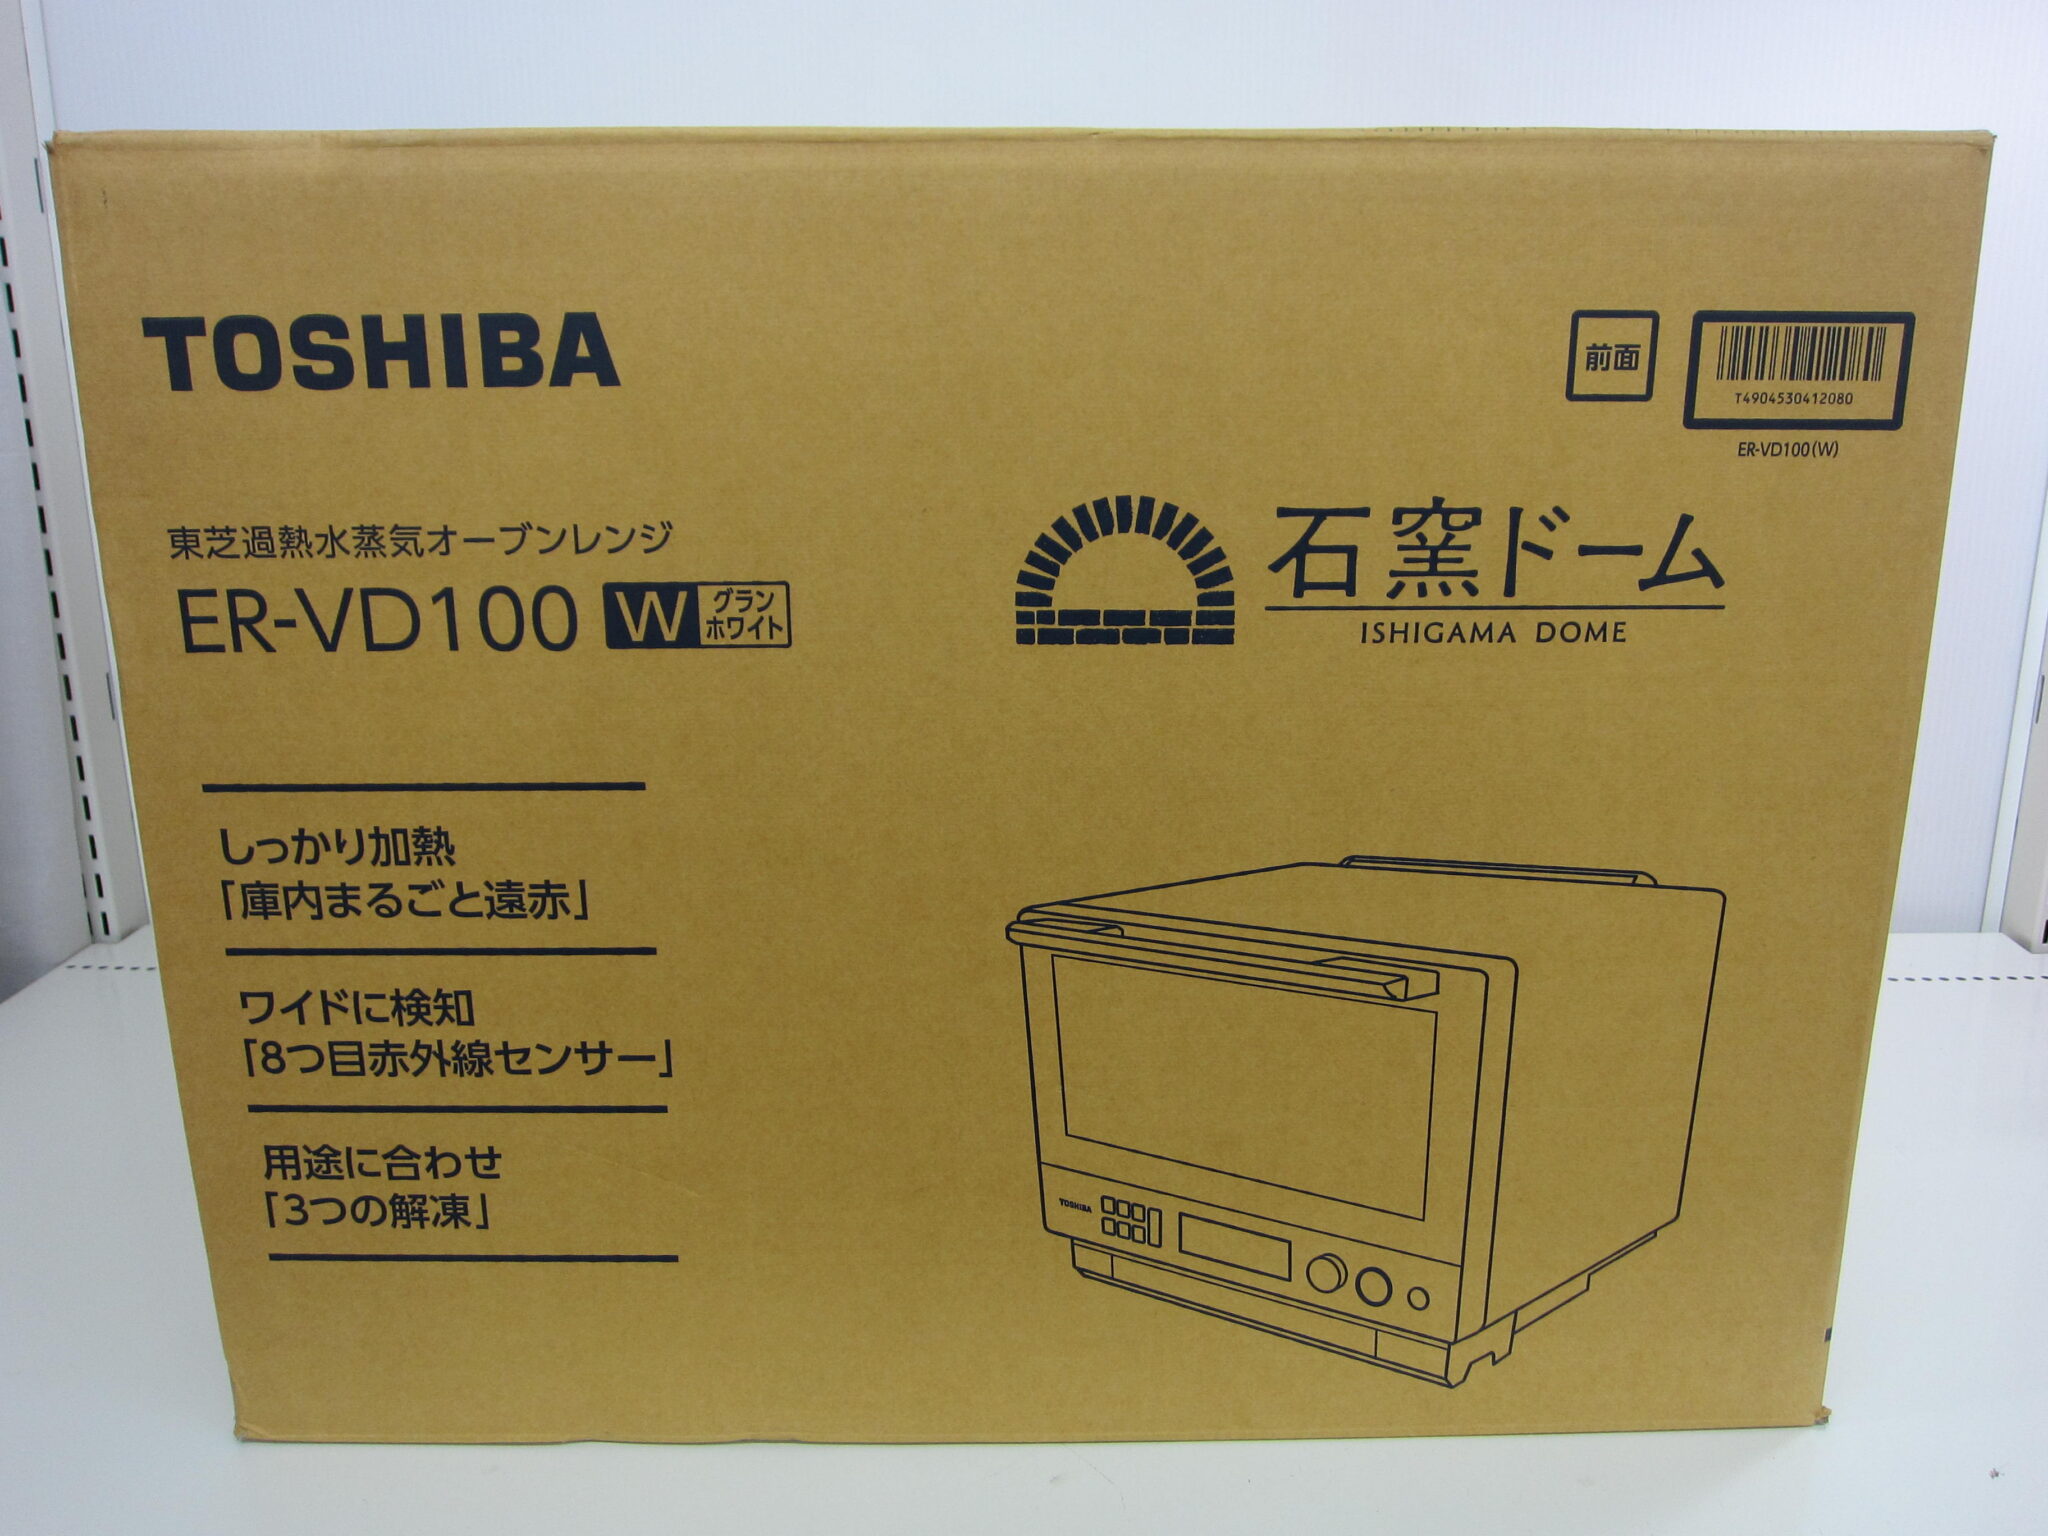 TOSHIBA
前面
T4904530412080
ER-VD100(W)
東芝過熱水蒸気オーブンレンジ
ER-VD100 W グラン
ホワイト
石窯ドーム
ISHIGAMA DOME
しっかり加熱
「庫内まるごと遠赤」
ワイドに検知
「8つ目赤外線センサー」
用途に合わせ
「3つの解凍」
TOSHIBA